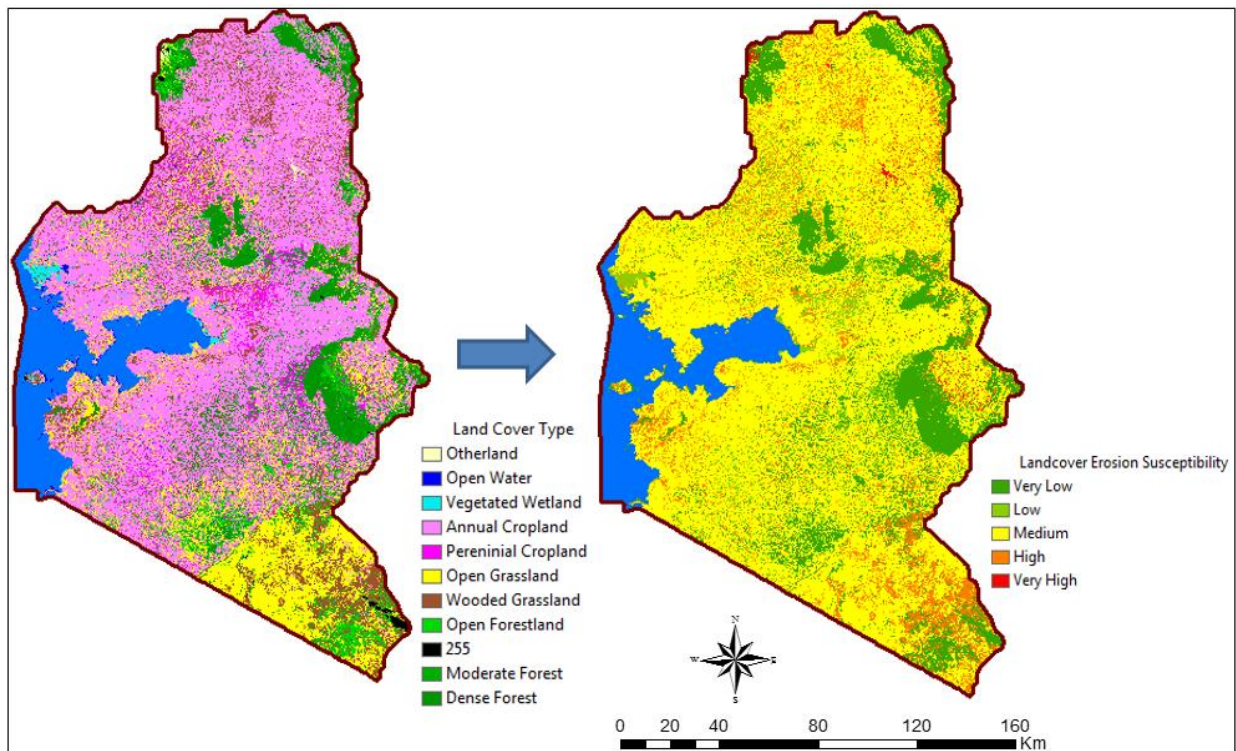 Land Cover Type
Otherland
Open Water
Vegetated Wetland
Annual Cropland
Pereninial Cropland
Open Grassland
Wooded Grassland
Open Forestland
255
Moderate Forest
Dense Forest
Landcover Erosion Susceptibility
Very Low
Low
Medium
High
Very High
N
W E
S
0 20 40 80 120 160
Km